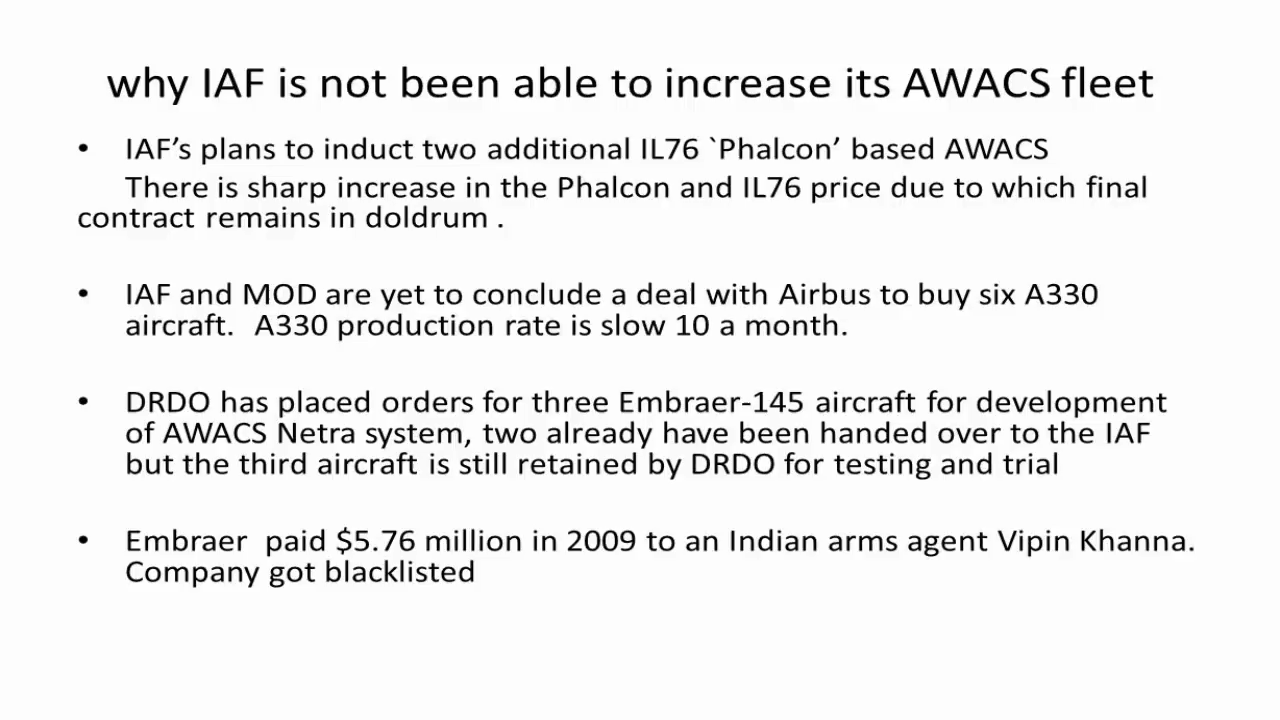 why IAF is not been able to increase its AWACS fleet
• IAF’s plans to induct two additional IL76 `Phalcon’ based AWACS
There is sharp increase in the Phalcon and IL76 price due to which final
contract remains in doldrum .
• IAF and MOD are yet to conclude a deal with Airbus to buy six A330
aircraft. A330 production rate is slow 10 a month.
• DRDO has placed orders for three Embraer-145 aircraft for development
of AWACS Netra system, two already have been handed over to the IAF
but the third aircraft is still retained by DRDO for testing and trial
• Embraer paid $5.76 million in 2009 to an Indian arms agent Vipin Khanna.
Company got blacklisted